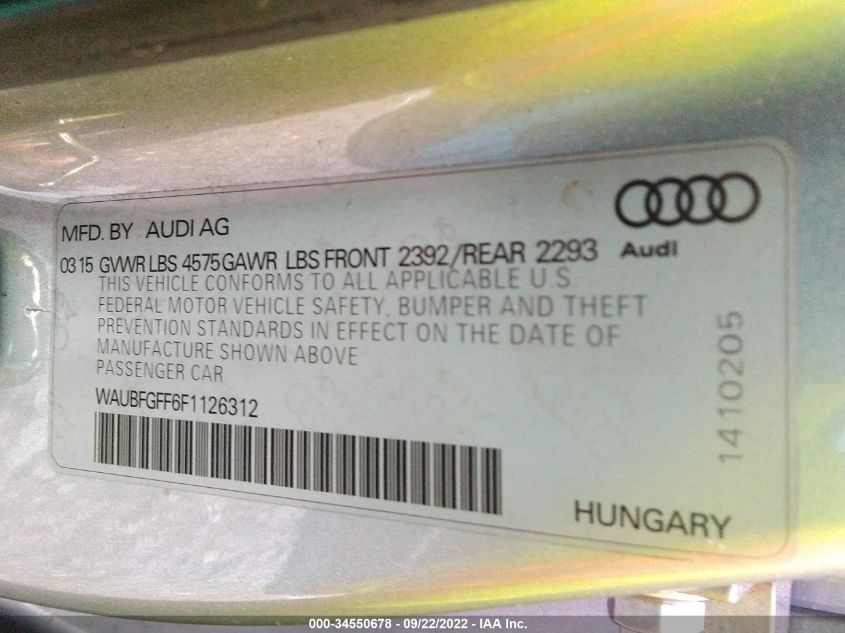 MFD. BY AUDI AG
Audi
03 15 GVWR LBS 4575 GAWR LBS FRONT 2392/REAR 2293
THIS VEHICLE CONFORMS TO ALL APPLICABLE U.S
FEDERAL MOTOR VEHICLE SAFETY, BUMPER AND THEFT
PREVENTION STANDARDS IN EFFECT ON THE DATE OF
MANUFACTURE SHOWN ABOVE
PASSENGER CAR
WAUBFGFF6F1126312
1410205
HUNGARY
000-34550678 - 09/22/2022 - IAA Inc.